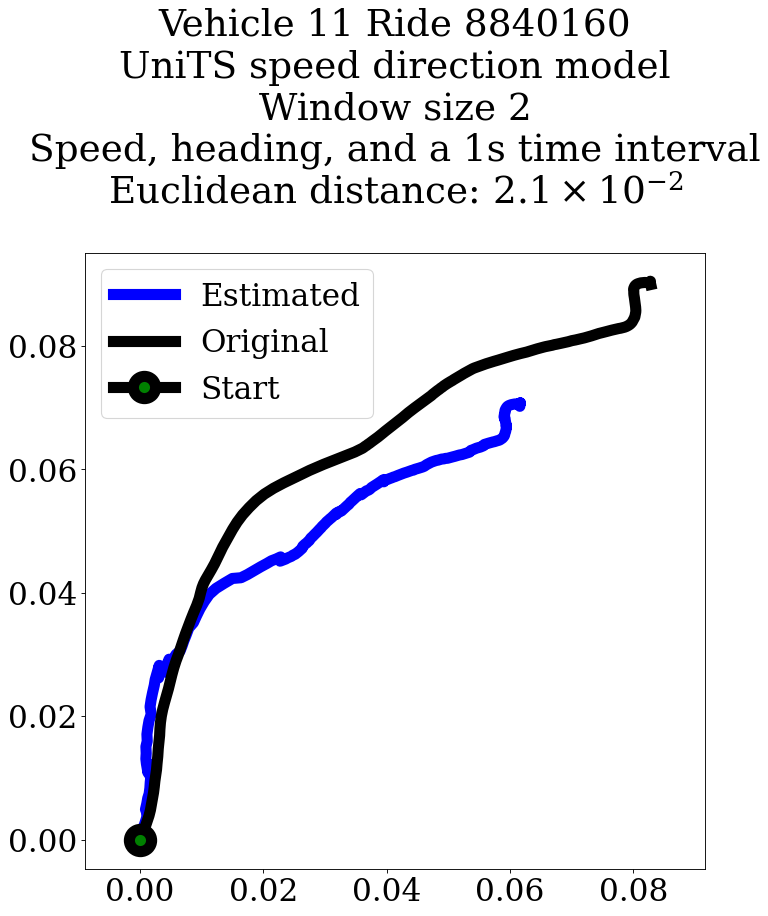 Vehicle 11 Ride 8840160
UniTS speed direction model
Window size 2
Speed, heading, and a 1s time interval
Euclidean distance: 2.1 × 10⁻²
Estimated
Original
Start
0.08
0.06
0.04
0.02
0.00
0.00 0.02 0.04 0.06 0.08